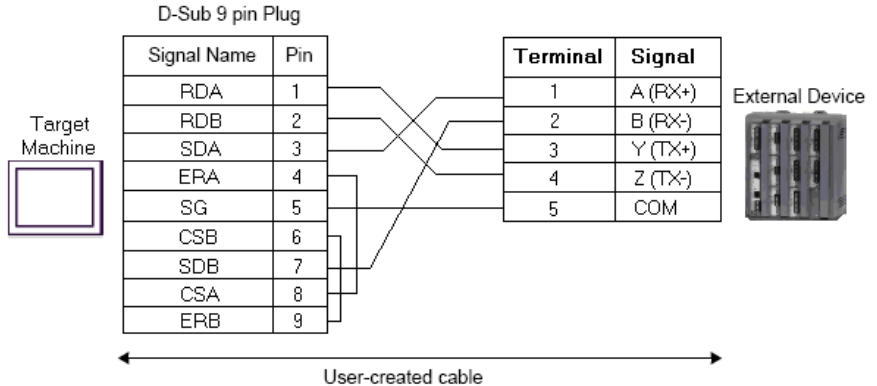 D-Sub 9 pin Plug
Signal Name Pin
RDA 1
RDB 2
SDA 3
ERA 4
SG 5
CSB 6
SDB 7
CSA 8
ERB 9
Terminal Signal
1 A (RX+)
2 B (RX-)
3 Y (TX+)
4 Z (TX-)
5 COM
Target
Machine
External Device
User-created cable